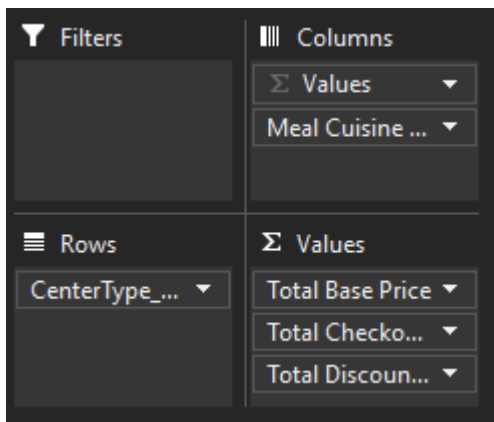 Filters
Columns
Σ Values
Meal Cuisine ...
Rows
Σ Values
CenterType_...
Total Base Price
Total Checko...
Total Discoun...